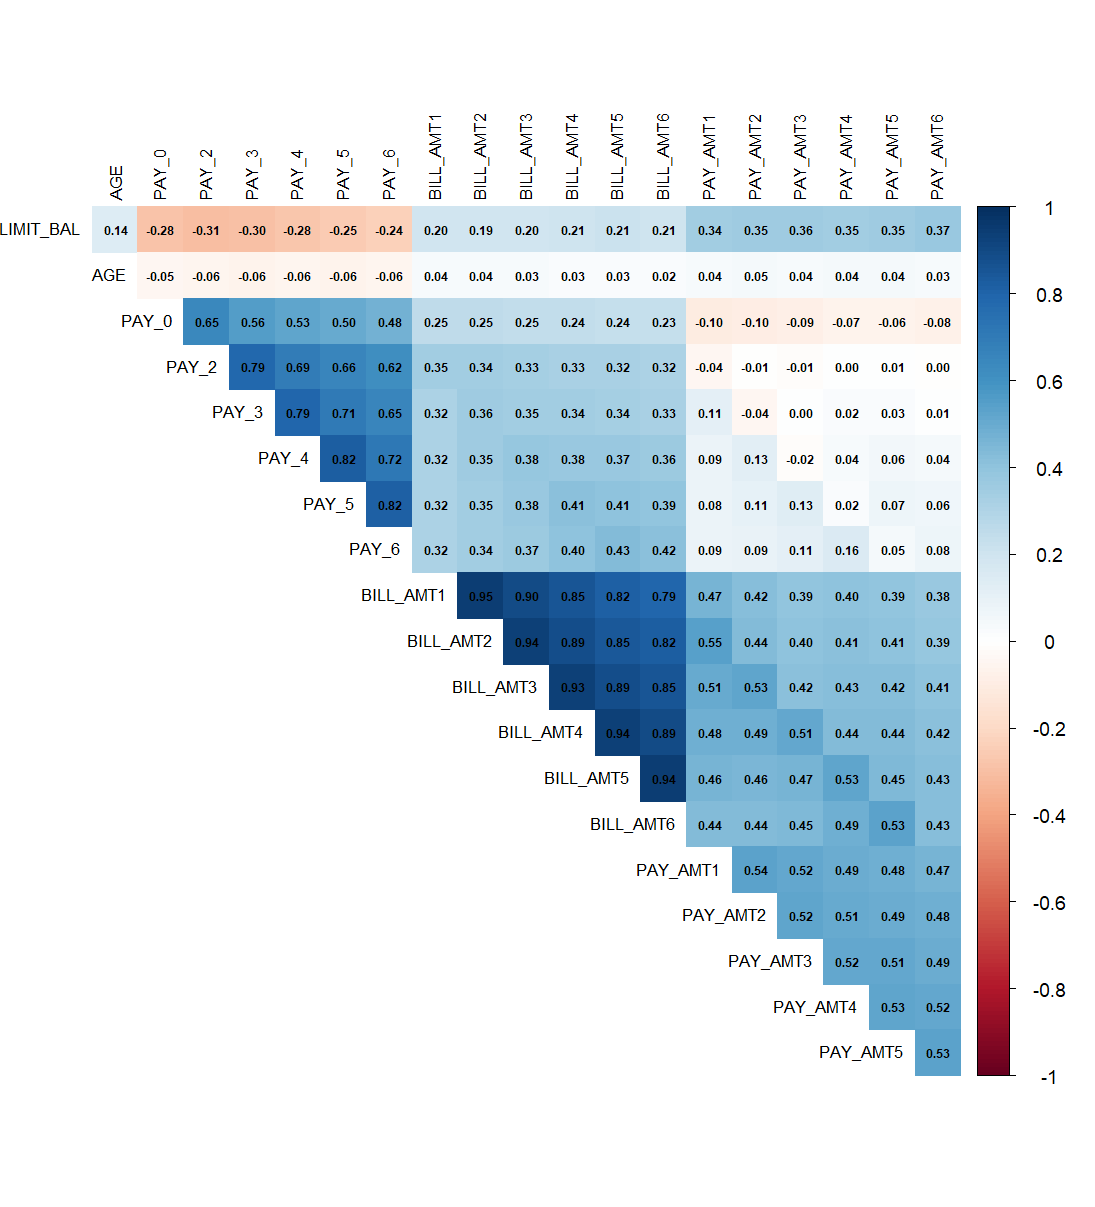 AGE PAY_0 PAY_2 PAY_3 PAY_4 PAY_5 PAY_6 BILL_AMT1 BILL_AMT2 BILL_AMT3 BILL_AMT4 BILL_AMT5 BILL_AMT6 PAY_AMT1 PAY_AMT2 PAY_AMT3 PAY_AMT4 PAY_AMT5 PAY_AMT6
LIMIT_BAL 0.14 -0.28 -0.31 -0.30 -0.28 -0.25 -0.24 0.20 0.19 0.20 0.21 0.21 0.21 0.34 0.35 0.36 0.35 0.35 0.37
AGE -0.05 -0.06 -0.06 -0.06 -0.06 -0.06 0.04 0.04 0.03 0.03 0.03 0.02 0.04 0.05 0.04 0.04 0.04 0.03
PAY_0 0.65 0.56 0.53 0.50 0.48 0.25 0.25 0.25 0.24 0.24 0.23 -0.10 -0.10 -0.09 -0.07 -0.06 -0.08
PAY_2 0.79 0.69 0.66 0.62 0.35 0.34 0.33 0.33 0.32 0.32 -0.04 -0.01 -0.01 0.00 0.01 0.00
PAY_3 0.79 0.71 0.65 0.32 0.36 0.35 0.34 0.34 0.33 0.11 -0.04 0.00 0.02 0.03 0.01
PAY_4 0.82 0.72 0.32 0.35 0.38 0.38 0.37 0.36 0.09 0.13 -0.02 0.04 0.06 0.04
PAY_5 0.82 0.32 0.35 0.38 0.41 0.41 0.39 0.08 0.11 0.13 0.02 0.07 0.06
PAY_6 0.32 0.34 0.37 0.40 0.43 0.42 0.09 0.09 0.11 0.16 0.05 0.08
BILL_AMT1 0.95 0.90 0.85 0.82 0.79 0.47 0.42 0.39 0.40 0.39 0.38
BILL_AMT2 0.94 0.89 0.85 0.82 0.55 0.44 0.40 0.41 0.41 0.39
BILL_AMT3 0.93 0.89 0.85 0.51 0.53 0.42 0.43 0.42 0.41
BILL_AMT4 0.94 0.89 0.48 0.49 0.51 0.44 0.44 0.42
BILL_AMT5 0.94 0.46 0.46 0.47 0.53 0.45 0.43
BILL_AMT6 0.44 0.44 0.45 0.49 0.53 0.43
PAY_AMT1 0.54 0.52 0.49 0.48 0.47
PAY_AMT2 0.52 0.51 0.49 0.48
PAY_AMT3 0.52 0.51 0.49
PAY_AMT4 0.53 0.52
PAY_AMT5 0.53
1
0.8
0.6
0.4
0.2
0
-0.2
-0.4
-0.6
-0.8
-1